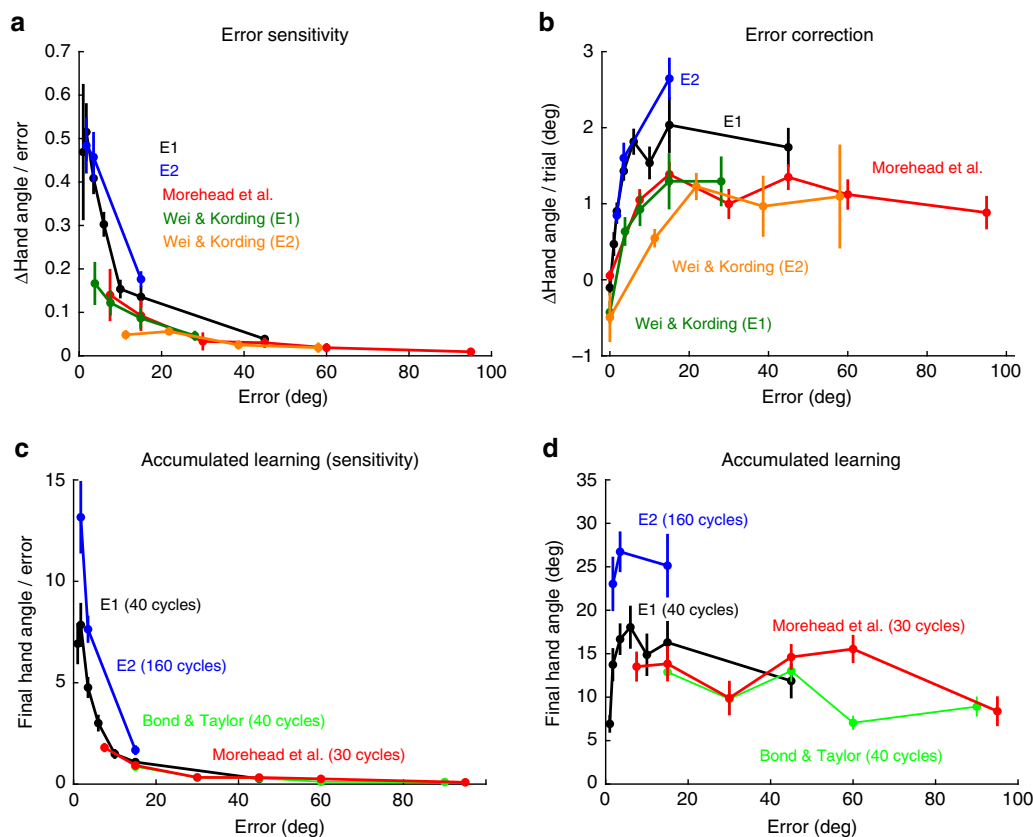 a
Error sensitivity
ΔHand angle / error
0.7
0.6
0.5
0.4
0.3
0.2
0.1
0
E1
E2
Morehead et al.
Wei & Kording (E1)
Wei & Kording (E2)
0 20 40 60 80 100
Error (deg)
b
Error correction
ΔHand angle / trial (deg)
3
2
1
0
−1
E2
E1
Morehead et al.
Wei & Kording (E2)
Wei & Kording (E1)
0 20 40 60 80 100
Error (deg)
c
Accumulated learning (sensitivity)
Final hand angle / error
15
10
5
0
E1 (40 cycles)
E2 (160 cycles)
Bond & Taylor (40 cycles)
Morehead et al. (30 cycles)
0 20 40 60 80
Error (deg)
d
Accumulated learning
Final hand angle (deg)
35
30
25
20
15
10
5
0
E2 (160 cycles)
E1 (40 cycles)
Morehead et al. (30 cycles)
Bond & Taylor
(40 cycles)
0 20 40 60 80 100
Error (deg)